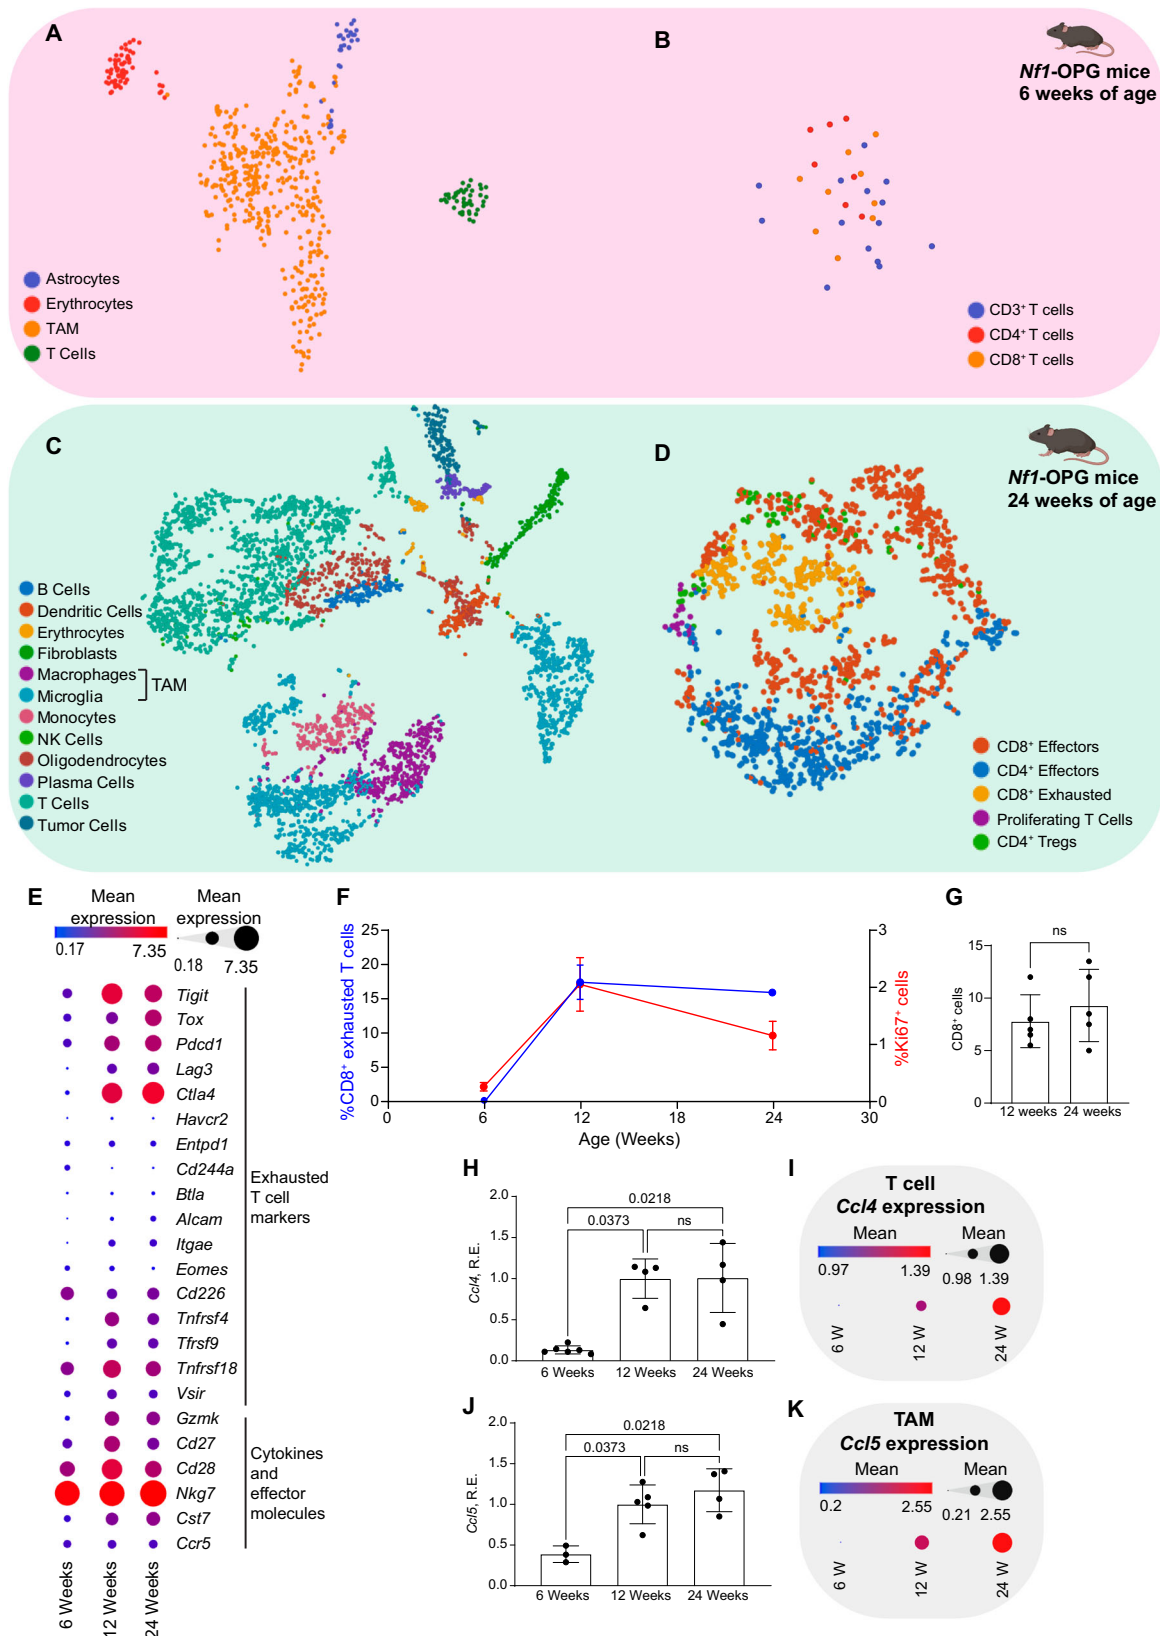 A
B
Nf1-OPG mice
6 weeks of age
Astrocytes
Erythrocytes
TAM
T Cells
CD3+ T cells
CD4+ T cells
CD8+ T cells
C
D
Nf1-OPG mice
24 weeks of age
B Cells
Dendritic Cells
Erythrocytes
Fibroblasts
Macrophages
Microglia
TAM
Monocytes
NK Cells
Oligodendrocytes
Plasma Cells
T Cells
Tumor Cells
CD8+ Effectors
CD4+ Effectors
CD8+ Exhausted
Proliferating T Cells
CD4+ Tregs
E
Mean expression
0.17 7.35
Mean expression
0.18 7.35
Tigit
Tox
Pdcd1
Lag3
Ctla4
Havcr2
Entpd1
Cd244a
Btla
Alcam
Itgae
Eomes
Cd226
Tnfrsf4
Tfrsf9
Tnfrsf18
Vsir
Exhausted
T cell
markers
Gzmk
Cd27
Cd28
Nkg7
Cst7
Ccr5
Cytokines
and
effector
molecules
6 Weeks
12 Weeks
24 Weeks
F
%CD8+ exhausted T cells
25
20
15
10
5
0
%Ki67+ cells
3
2
1
0
0 6 12 18 24 30
Age (Weeks)
G
ns
CD8+ cells
15
10
5
0
12 weeks 24 weeks
H
0.0218
0.0373 ns
Ccl4, R.E.
2.0
1.5
1.0
0.5
0.0
6 Weeks 12 Weeks 24 Weeks
I
T cell
Ccl4 expression
Mean
0.97 1.39
Mean
0.98 1.39
6 W
12 W
24 W
J
0.0218
0.0373 ns
Ccl5, R.E.
2.0
1.5
1.0
0.5
0.0
6 Weeks 12 Weeks 24 Weeks
K
TAM
Ccl5 expression
Mean
0.2 2.55
Mean
0.21 2.55
6 W
12 W
24 W